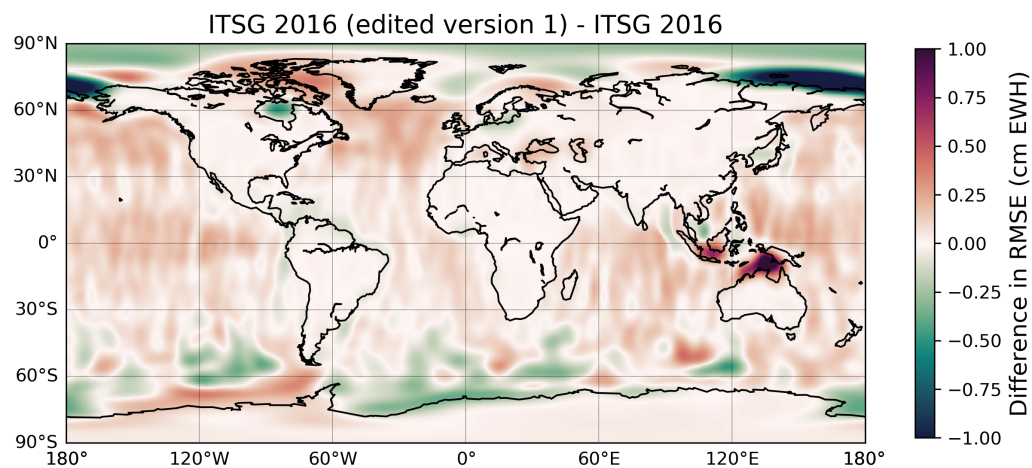 ITSG 2016 (edited version 1) - ITSG 2016
90°N
60°N
30°N
0°
30°S
60°S
90°S
180°
120°W
60°W
0°
60°E
120°E
180°
1.00
0.75
0.50
0.25
0.00
−0.25
−0.50
−0.75
−1.00
Difference in RMSE (cm EWH)